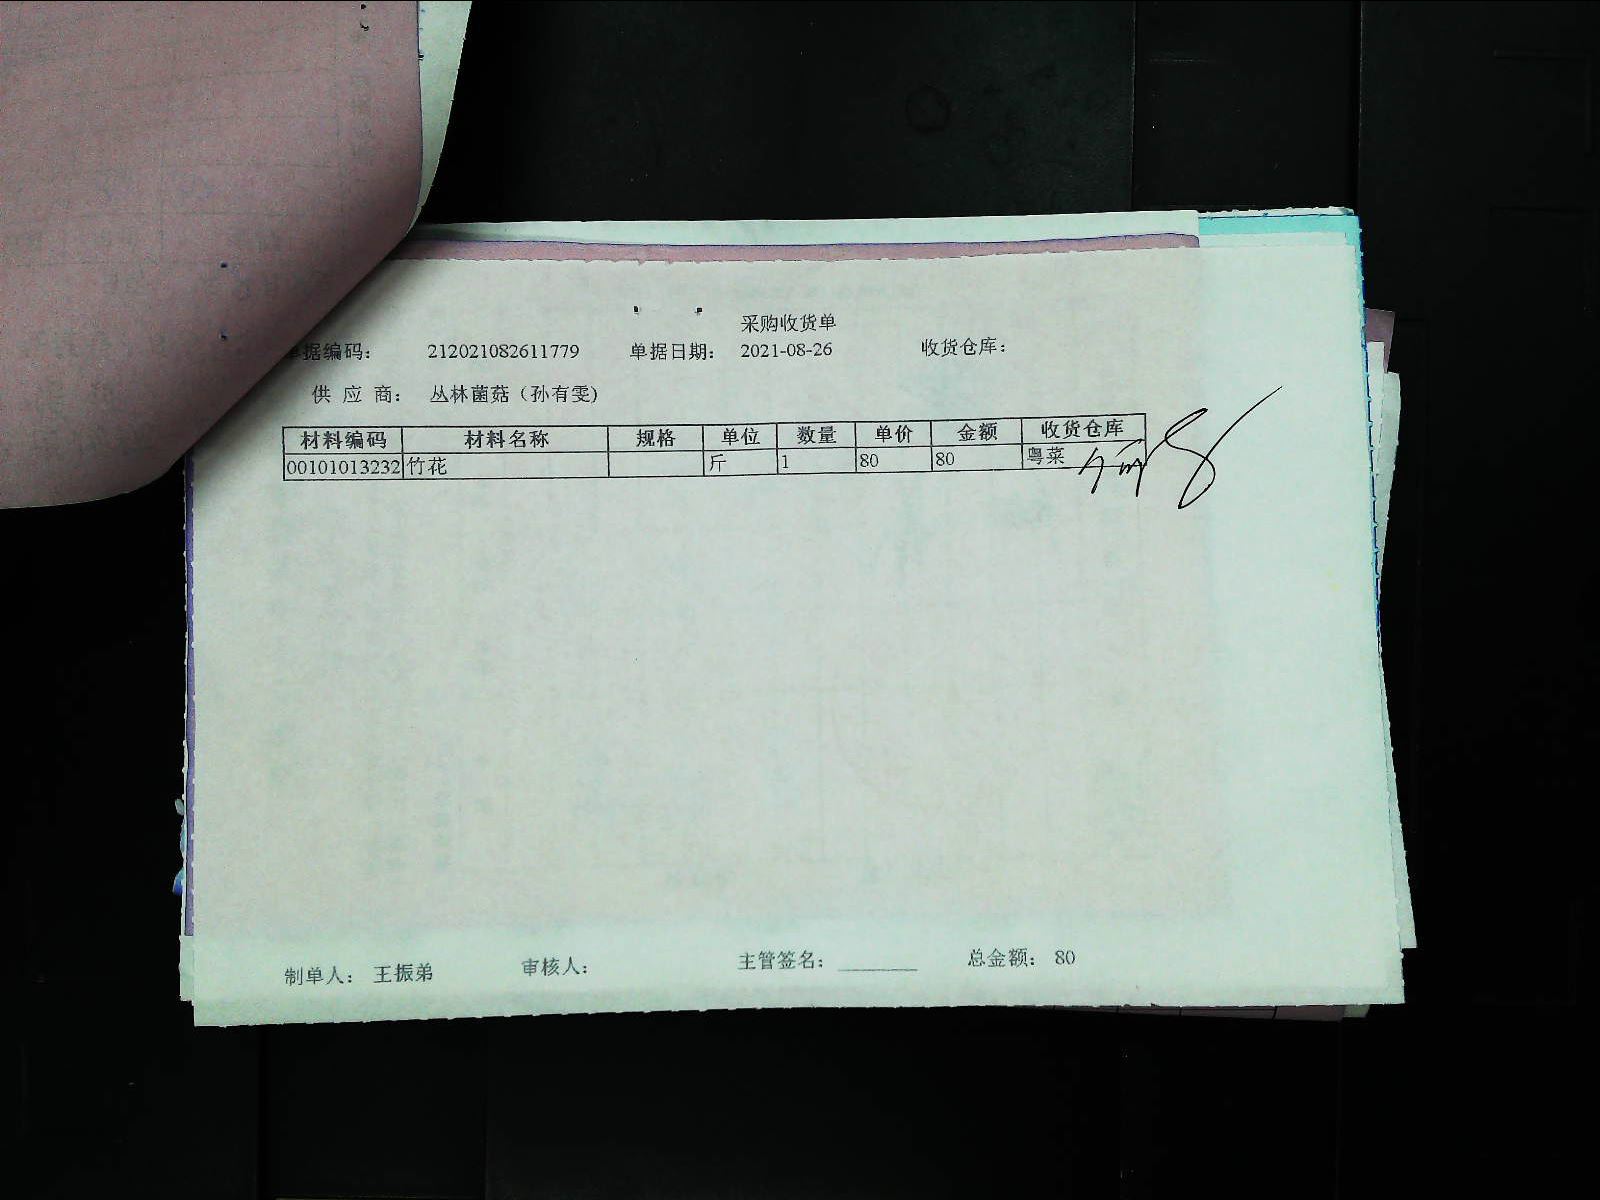 采购收货单
单据编码： 212021082611779 单据日期： 2021-08-26 收货仓库：
供 应 商： 丛林菌菇（孙有雯)
材料编码 材料名称 规格 单位 数量 单价 金额 收货仓库
00101013232 竹花 斤 1 80 80 粤菜
制单人： 王振弟 审核人： 主管签名： ________ 总金额： 80